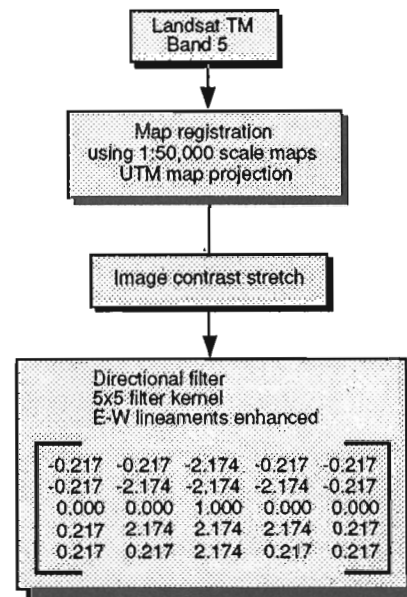 Landsat TM
Band 5
Map registration
using 1:50,000 scale maps
UTM map projection
Image contrast stretch
Directional filter
5x5 filter kernel
E-W lineaments enhanced
-0.217 -0.217 -2.174 -0.217 -0.217
-0.217 -2.174 -2.174 -2.174 -0.217
0.000 0.000 1.000 0.000 0.000
0.217 2.174 2.174 2.174 0.217
0.217 0.217 2.174 0.217 0.217